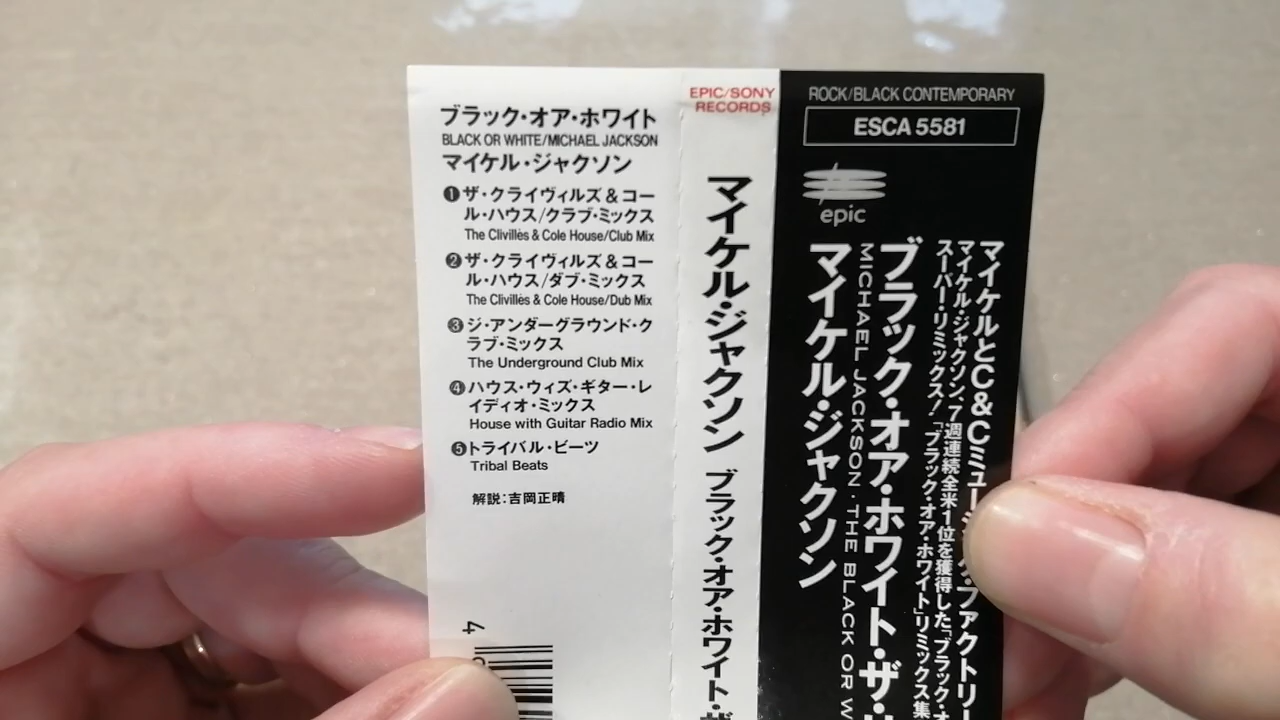 ブラック・オア・ホワイト
BLACK OR WHITE/MICHAEL JACKSON
マイケル・ジャクソン
❶ザ・クライヴィルズ&コー
ル・ハウス/クラブ・ミックス
The Clivillés & Cole House/Club Mix
❷ザ・クライヴィルズ&コー
ル・ハウス/ダブ・ミックス
The Clivillés & Cole House/Dub Mix
❸ジ・アンダーグラウンド・ク
ラブ・ミックス
The Underground Club Mix
❹ハウス・ウィズ・ギター・レ
イディオ・ミックス
House with Guitar Radio Mix
❺トライバル・ビーツ
Tribal Beats
解説:吉岡正晴
4
EPIC/SONY
RECORDS
マイケル・ジャクソン ブラック・オア・ホワイト・ザ
ROCK/BLACK CONTEMPORARY
ESCA 5581
epic
マイケルとC&Cミュージック・ファクトリー
マイケル・ジャクソン、7週連続全米1位を獲得した「ブラック・オ
スーパー・リミックス!「ブラック・オア・ホワイト」リミックス集
ブラック・オア・ホワイト・ザ・
MICHAEL JACKSON・THE BLACK OR W
マイケル・ジャクソン